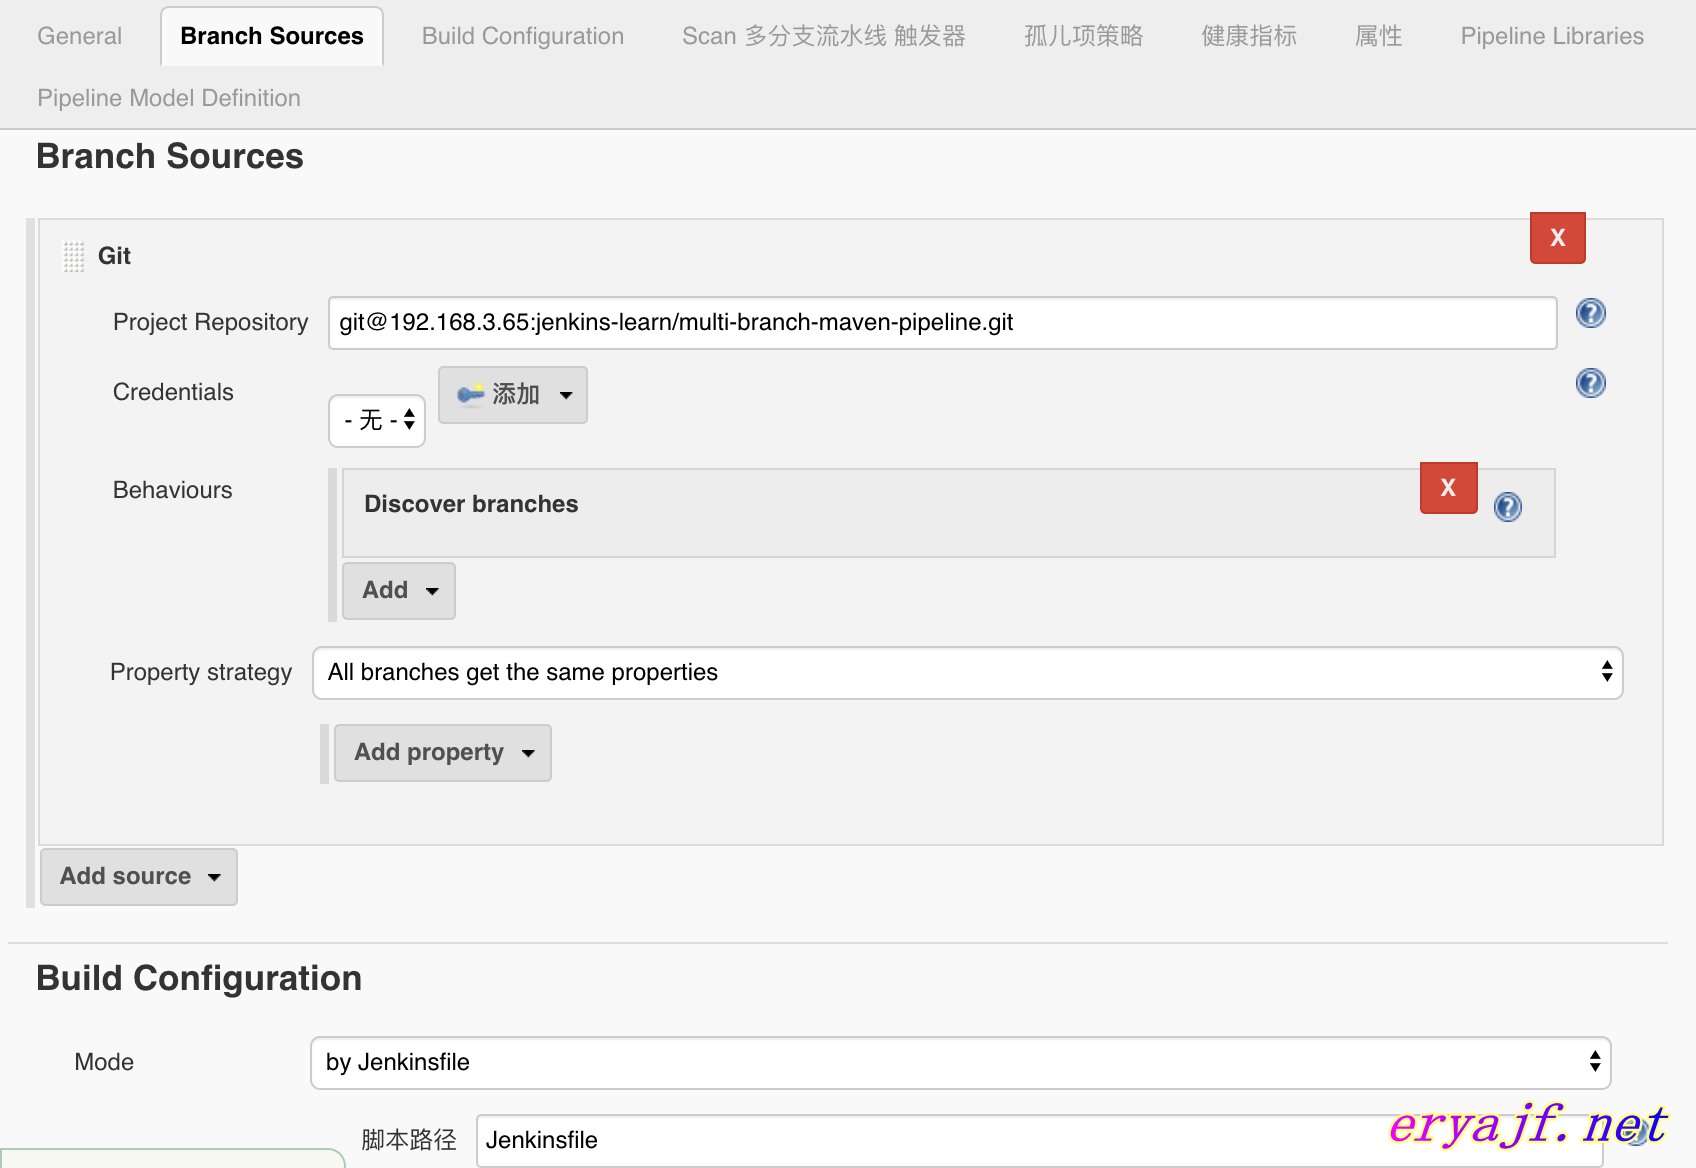 General Branch Sources Build Configuration Scan 多分支流水线 触发器 孤儿项策略 健康指标 属性 Pipeline Libraries
Pipeline Model Definition
Branch Sources
Git X
Project Repository git@192.168.3.65:jenkins-learn/multi-branch-maven-pipeline.git
Credentials - 无 - 添加
Behaviours Discover branches X
Add
Property strategy All branches get the same properties
Add property
Add source
Build Configuration
Mode by Jenkinsfile
脚本路径 Jenkinsfile
eryajf.net